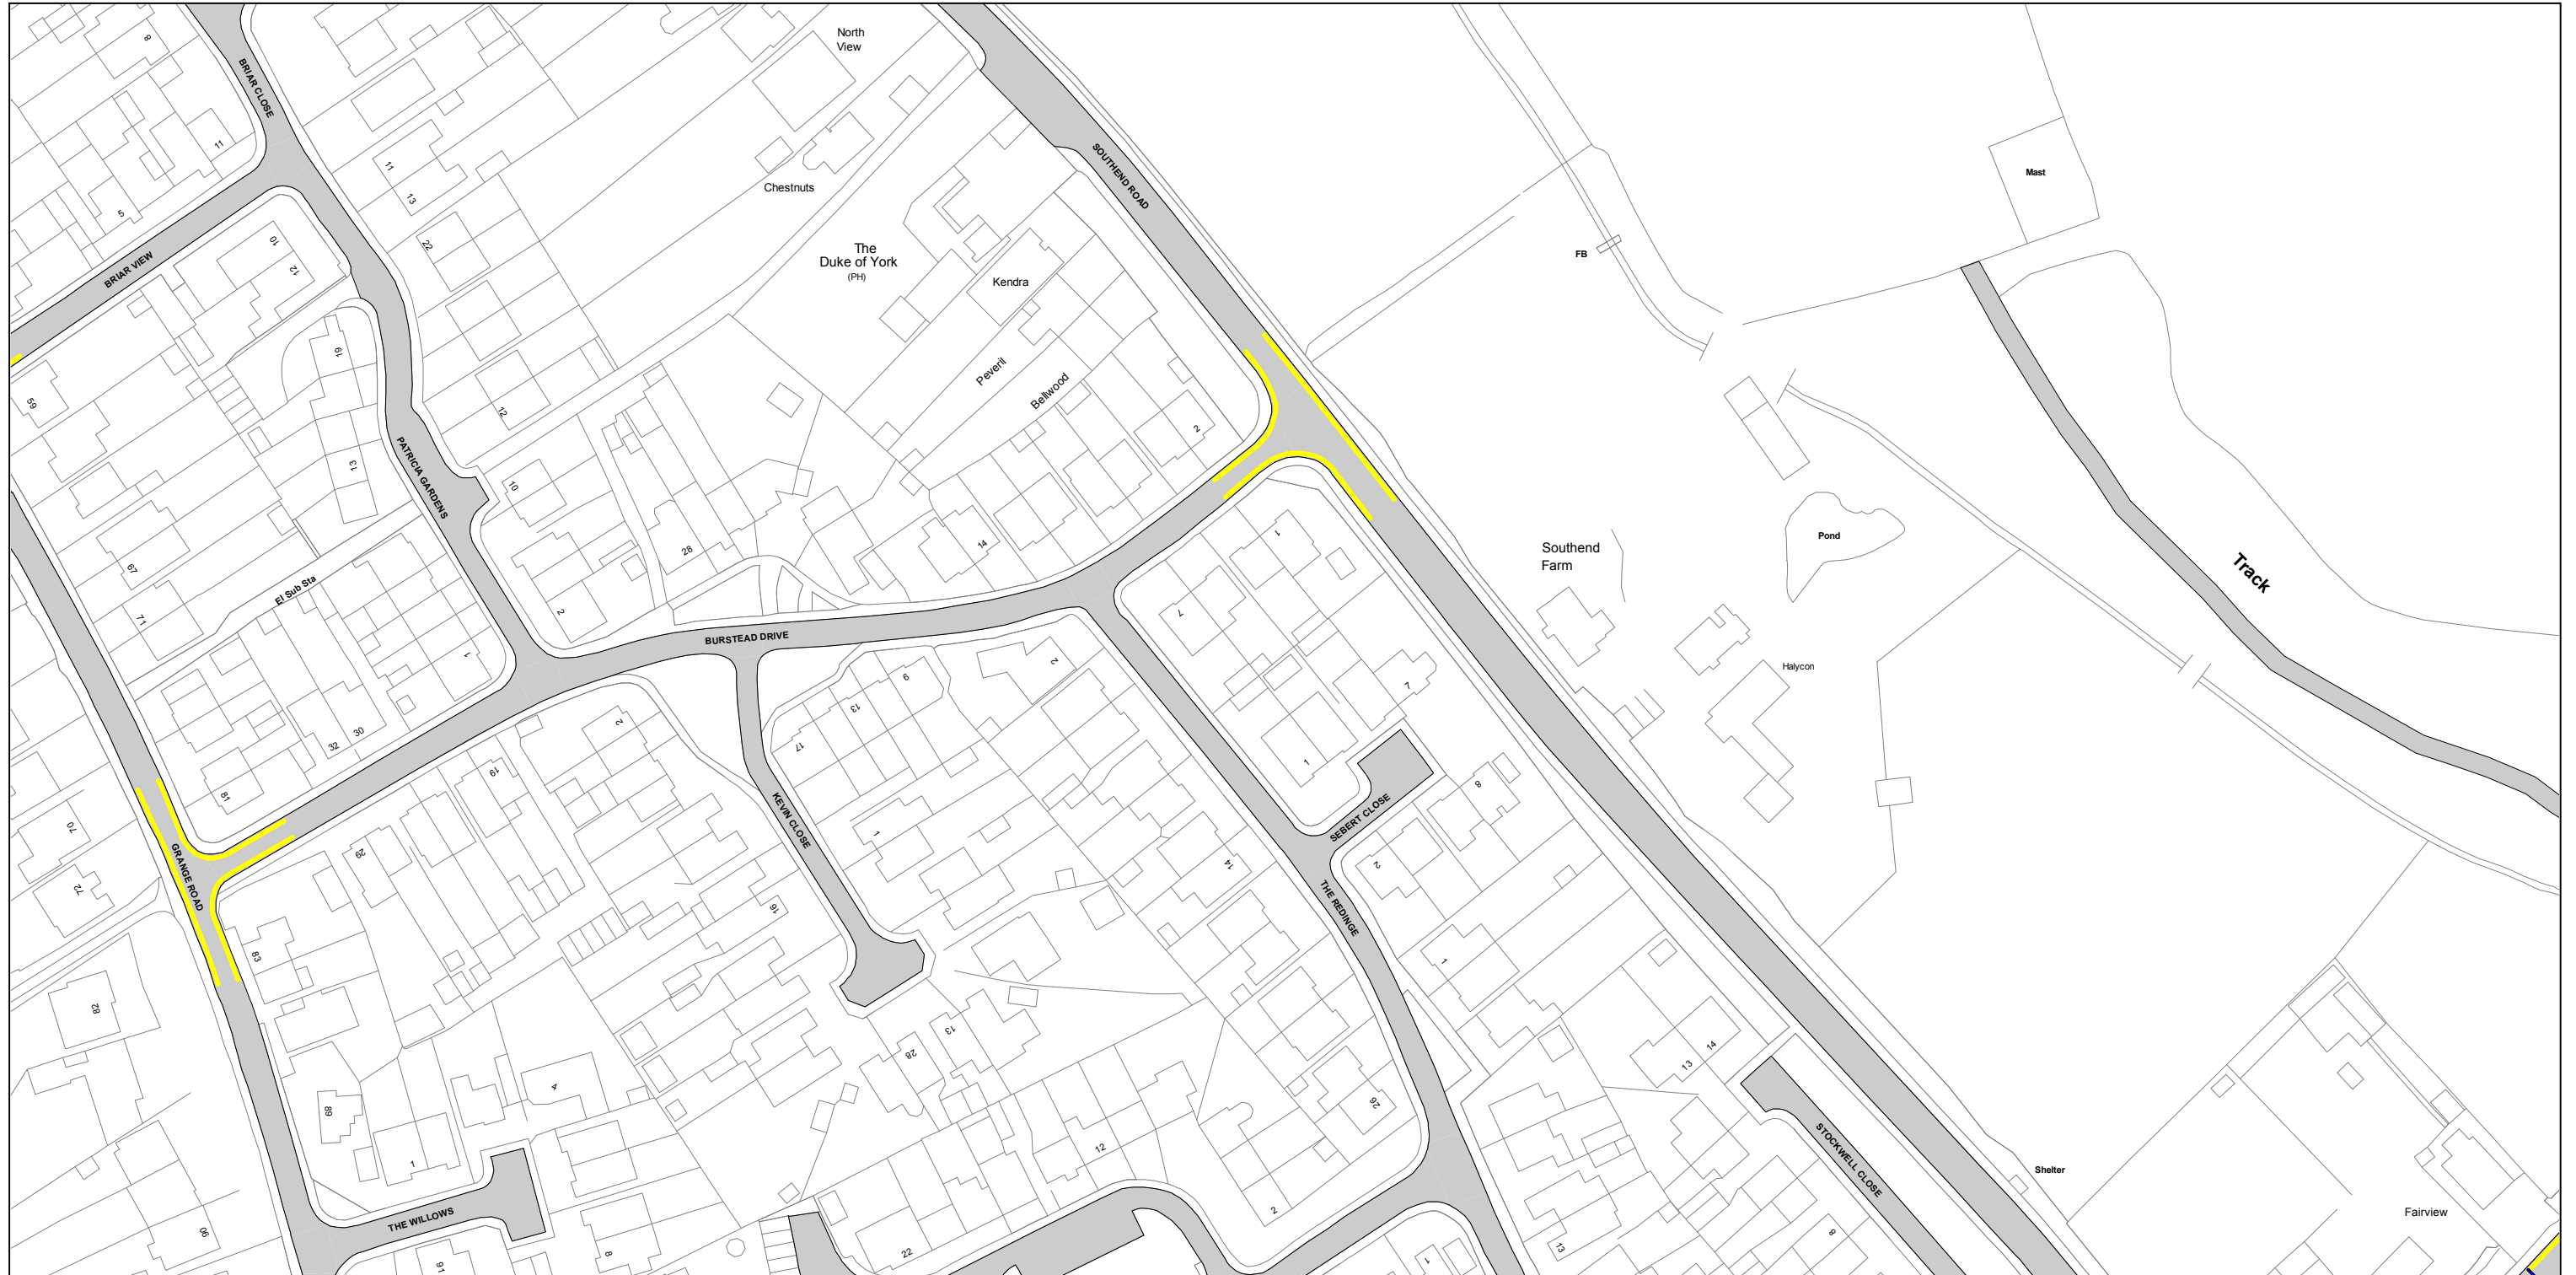 North
View
8
BRIAR CLOSE
11
11
13
5
SOUTHEND ROAD
Mast
Chestnuts
10
12
22
BRIAR VIEW
The
Duke of York
(PH)
FB
Kendra
19
Peveril
Bellwood
59
12
2
13
PATRICIA GARDENS
10
14
28
1
Southend
Farm
Pond
Track
67
El Sub Sta
71
2
7
BURSTEAD DRIVE
1
2
Halycon
9
7
13
17
2
32
30
1
19
81
8
KEVIN CLOSE
1
SEBERT CLOSE
70
29
2
14
72
GRANGE ROAD
16
THE REDINGE
83
1
82
13
28
14
13
4
89
26
12
1
STOCKWELL CLOSE
Shelter
THE WILLOWS
2
Fairview
90
8
22
13
8
91
1